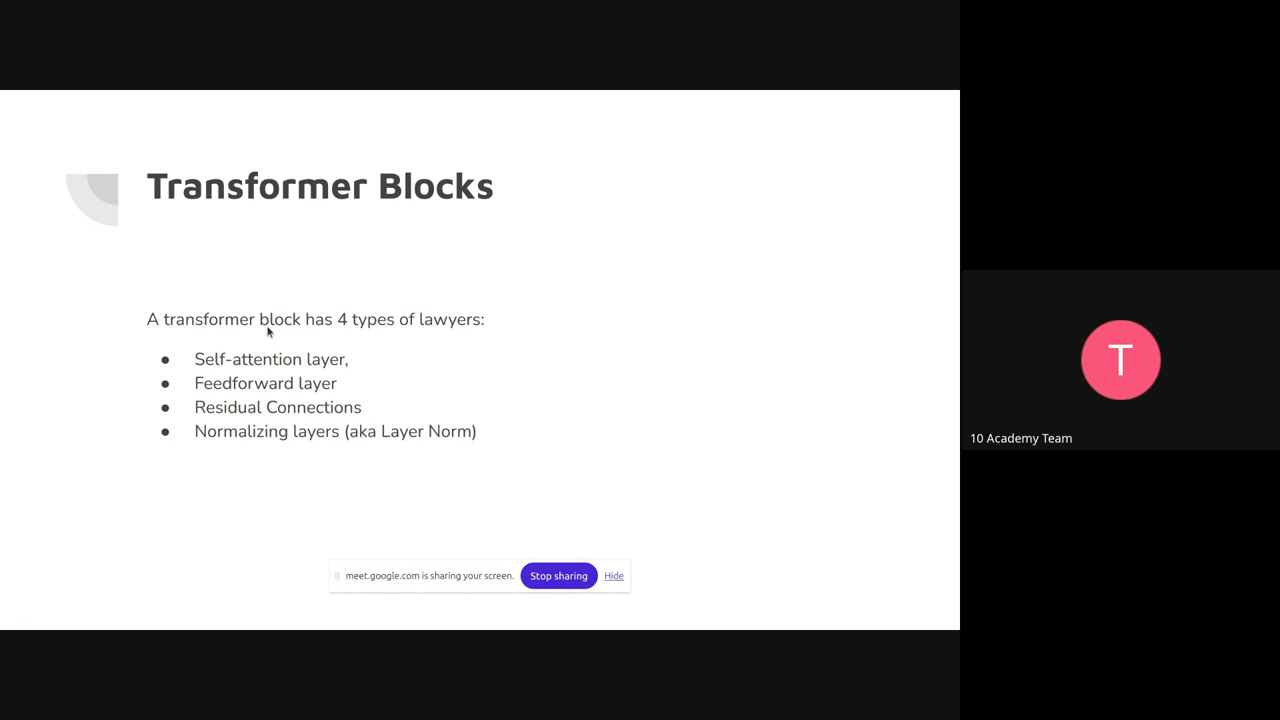 Transformer Blocks
A transformer block has 4 types of lawyers:
● Self-attention layer,
● Feedforward layer
● Residual Connections
● Normalizing layers (aka Layer Norm)
meet.google.com is sharing your screen. Stop sharing Hide
T
10 Academy Team